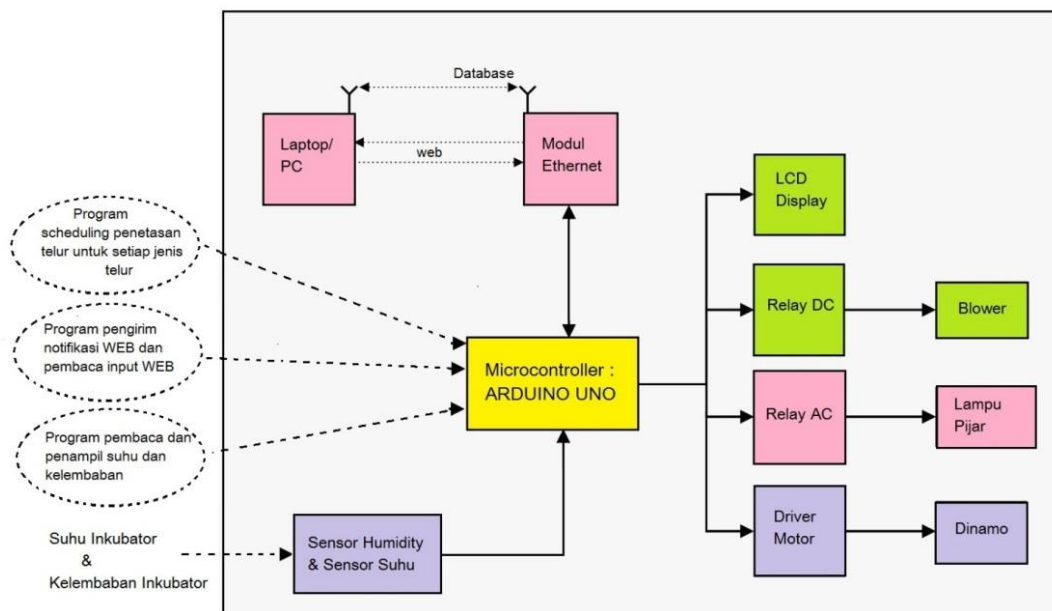 Database
Laptop/
PC
web
Modul
Ethernet
LCD
Display
Program
scheduling penetasan
telur untuk setiap jenis
telur
Relay DC
Blower
Program pengirim
notifikasi WEB dan
pembaca input WEB
Microcontroller :
ARDUINO UNO
Relay AC
Lampu
Pijar
Program pembaca dan
penampil suhu dan
kelembaban
Suhu Inkubator
&
Kelembaban Inkubator
Sensor Humidity
& Sensor Suhu
Driver
Motor
Dinamo